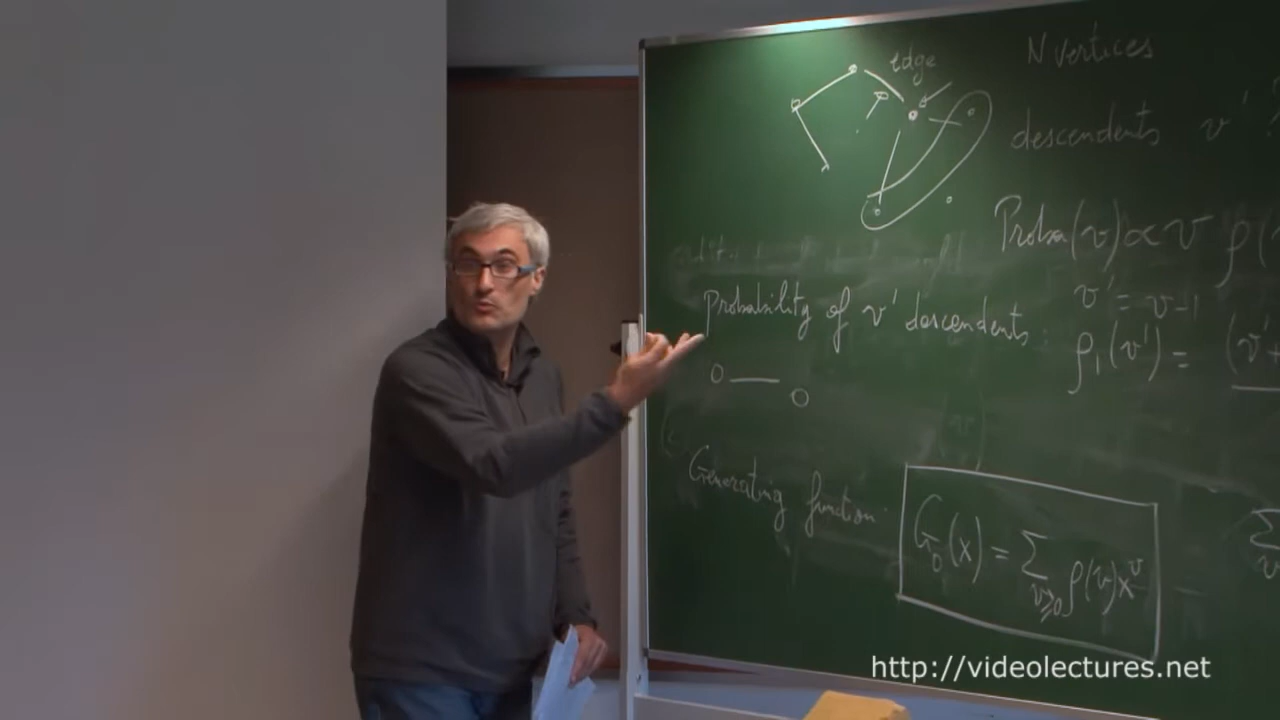 edge
N vertices
descendents v'
Proba(v) ∝ v ρ(
Probability of v' descendents :
v' = v-1
ρ₁(v') = (v'+
Generating function
G₀(x) = ∑ ρ(v)x^v
v≥0
∑
http://videolectures.net